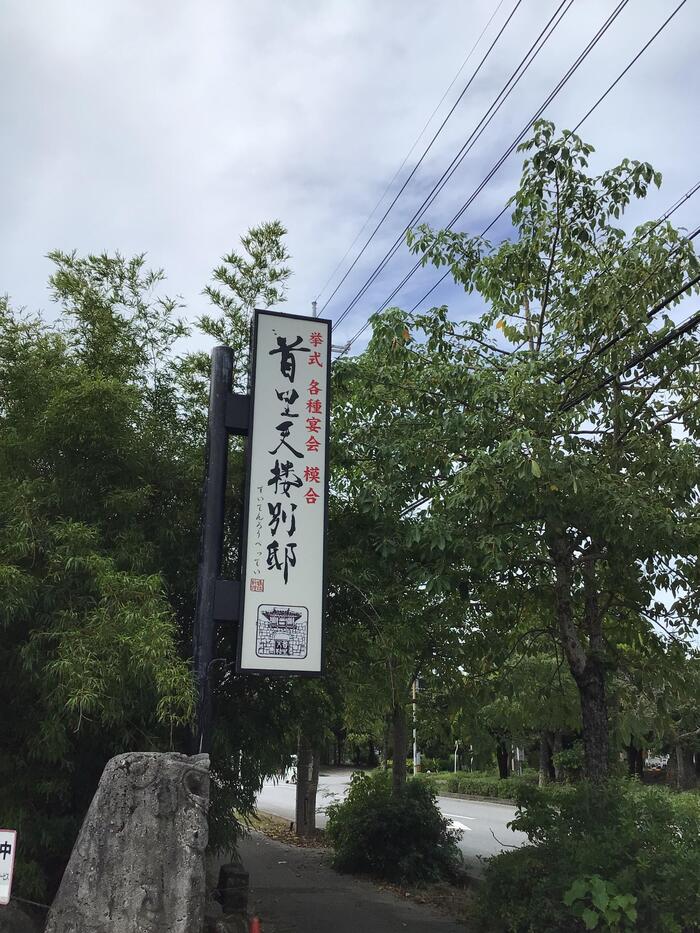 挙式 各種宴会 模合
首里天楼別邸
すいてんろうべってい
中